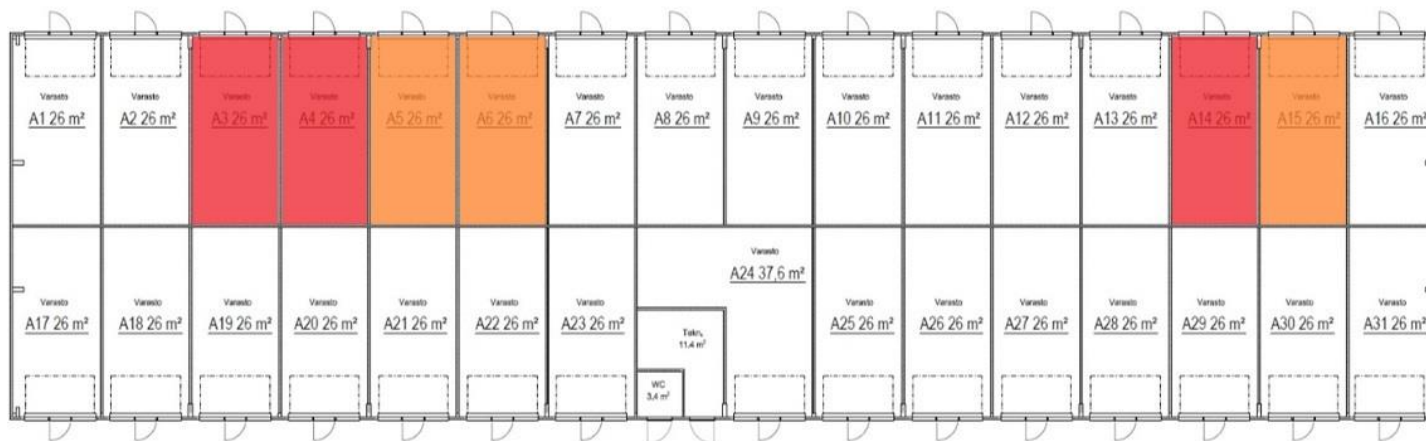 Varasto Varasto Varasto Varasto Varasto Varasto Varasto Varasto Varasto Varasto Varasto Varasto Varasto Varasto Varasto Varasto
A1 26 m² A2 26 m² A3 26 m² A4 26 m² A5 26 m² A6 26 m² A7 26 m² A8 26 m² A9 26 m² A10 26 m² A11 26 m² A12 26 m² A13 26 m² A14 26 m² A15 26 m² A16 26 m²
Varasto
A24 37,6 m²
Varasto Varasto Varasto Varasto Varasto Varasto Varasto Varasto Varasto Varasto Varasto Varasto Varasto Varasto
A17 26 m² A18 26 m² A19 26 m² A20 26 m² A21 26 m² A22 26 m² A23 26 m² A25 26 m² A26 26 m² A27 26 m² A28 26 m² A29 26 m² A30 26 m² A31 26 m²
Tekn.
11,4 m²
WC
3,4 m²